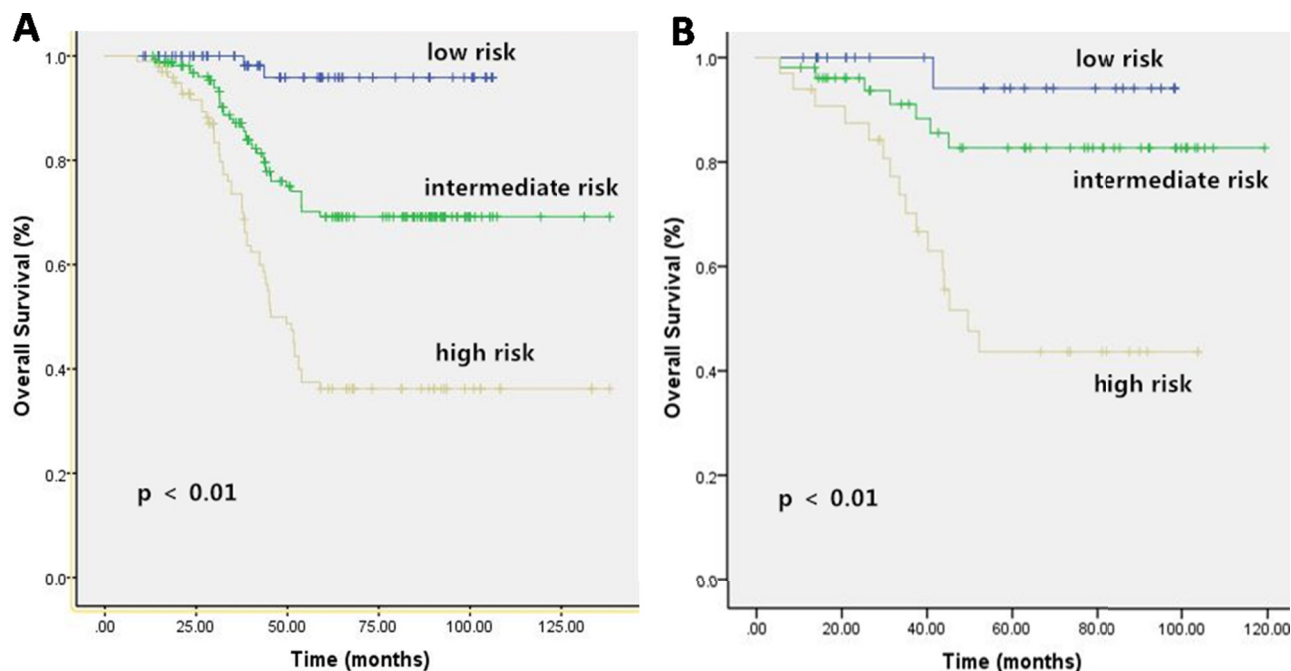 A
low risk
intermediate risk
high risk
p < 0.01
Overall Survival (%)
1.0
0.8
0.6
0.4
0.2
0.0
.00 25.00 50.00 75.00 100.00 125.00
Time (months)
B
low risk
intermediate risk
high risk
p < 0.01
Overall Survival (%)
1.0
0.8
0.6
0.4
0.2
0.0
.00 20.00 40.00 60.00 80.00 100.00 120.00
Time (months)